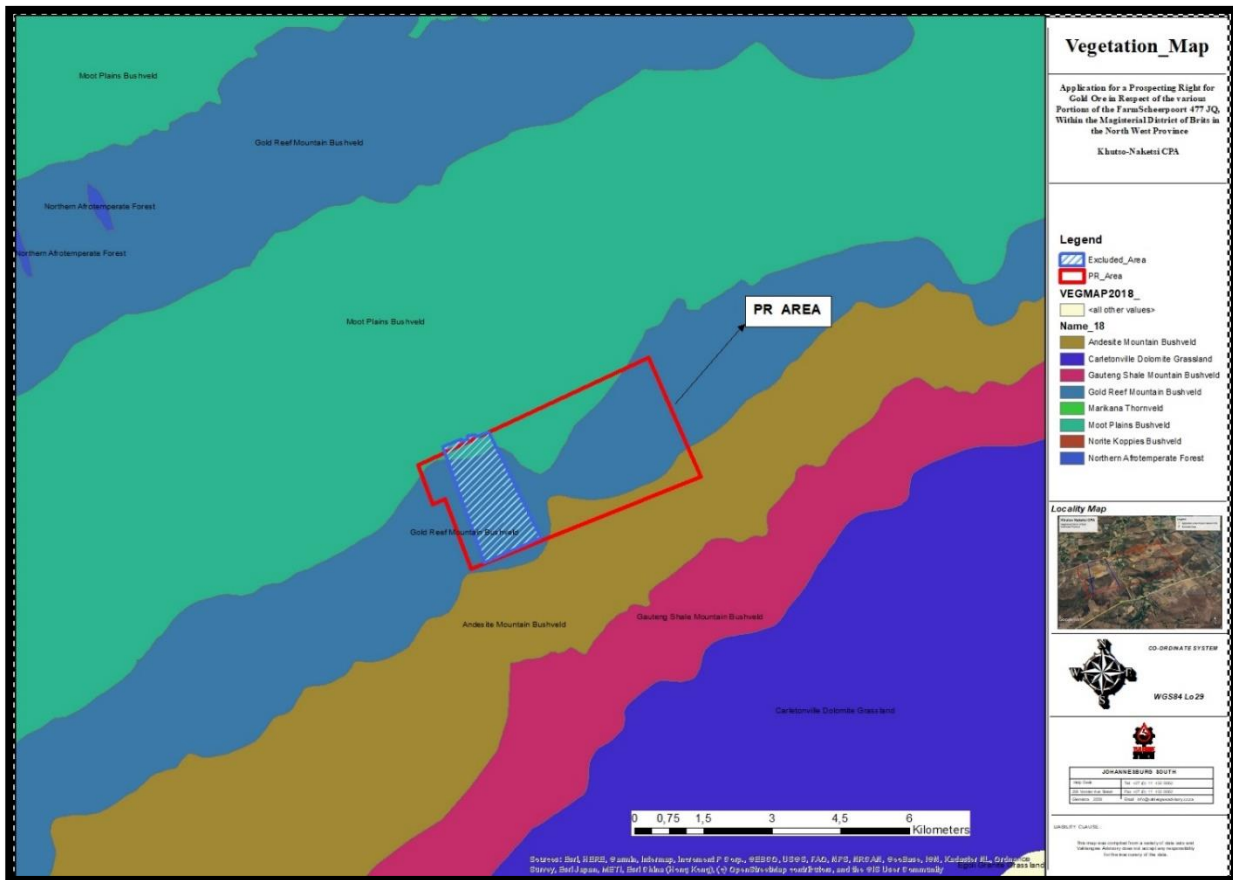 Moot Plains Bushveld
Gold Reef Mountain Bushveld
Northern Afrotemperate Forest
Northern Afrotemperate Forest
Moot Plains Bushveld
PR AREA
Gold Reef Mountain Bushveld
Andesite Mountain Bushveld
Gauteng Shale Mountain Bushveld
Carletonville Dolomite Grassland
0 0,75 1,5 3 4,5 6
Kilometers
Vegetation_Map
Application for a Prospecting Right for
Gold Ore in Respect of the various
Portions of the FarmScheerpoort 477 JQ,
Within the Magisterial District of Brits in
the North West Province
Khutso-Naketsi CPA
Legend
Excluded_Area
PR_Area
VEGMAP2018_
<all other values>
Name_18
Andesite Mountain Bushveld
Carletonville Dolomite Grassland
Gauteng Shale Mountain Bushveld
Gold Reef Mountain Bushveld
Marikana Thornveld
Moot Plains Bushveld
Norite Koppies Bushveld
Northern Afrotemperate Forest
Locality Map
CO-ORDINATE SYSTEM
WGS84 Lo29
JOHANNESBURG SOUTH
LIABILITY CLAUSE: